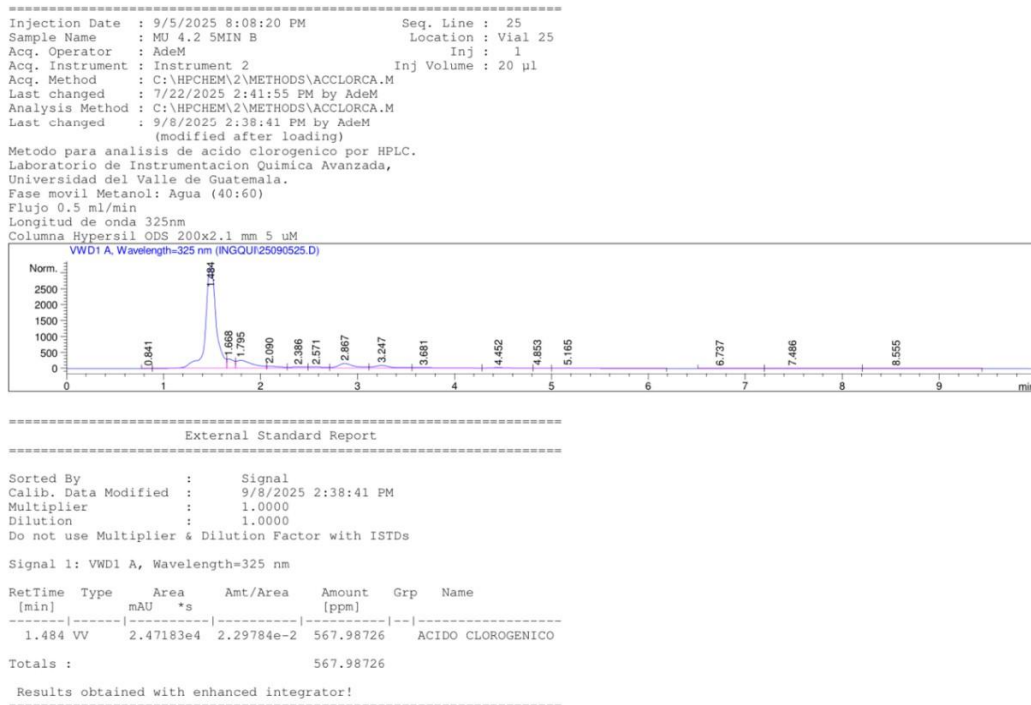 =====================================================================
Injection Date  : 9/5/2025 8:08:20 PM            Seq. Line :  25
Sample Name     : MU 4.2 5MIN B                   Location : Vial 25
Acq. Operator   : AdeM                                 Inj :   1
Acq. Instrument : Instrument 2                  Inj Volume : 20 µl
Acq. Method     : C:\HPCHEM\2\METHODS\ACCLORCA.M
Last changed    : 7/22/2025 2:41:55 PM by AdeM
Analysis Method : C:\HPCHEM\2\METHODS\ACCLORCA.M
Last changed    : 9/8/2025 2:38:41 PM by AdeM
(modified after loading)
Metodo para analisis de acido clorogenico por HPLC.
Laboratorio de Instrumentacion Quimica Avanzada,
Universidad del Valle de Guatemala.
Fase movil Metanol: Agua (40:60)
Flujo 0.5 ml/min
Longitud de onda 325nm
Columna Hypersil ODS 200x2.1 mm 5 uM
VWD1 A, Wavelength=325 nm (INGQUI\25090525.D)
Norm.
2500
2000
1500
1000
500
0
0.841
1.484
1.668
1.795
2.090
2.386
2.571
2.867
3.247
3.681
4.452
4.853
5.165
6.737
7.486
8.555
0 1 2 3 4 5 6 7 8 9 min
=====================================================================
External Standard Report
=====================================================================
Sorted By             :      Signal
Calib. Data Modified  :      9/8/2025 2:38:41 PM
Multiplier            :      1.0000
Dilution              :      1.0000
Do not use Multiplier & Dilution Factor with ISTDs
Signal 1: VWD1 A, Wavelength=325 nm
RetTime  Type     Area      Amt/Area    Amount   Grp   Name
[min]          mAU   *s                 [ppm]
-------|------|----------|----------|----------|--|------------------
1.484 VV     2.47183e4  2.29784e-2  567.98726    ACIDO CLOROGENICO
Totals :                               567.98726
Results obtained with enhanced integrator!
---------------------------------------------------------------------